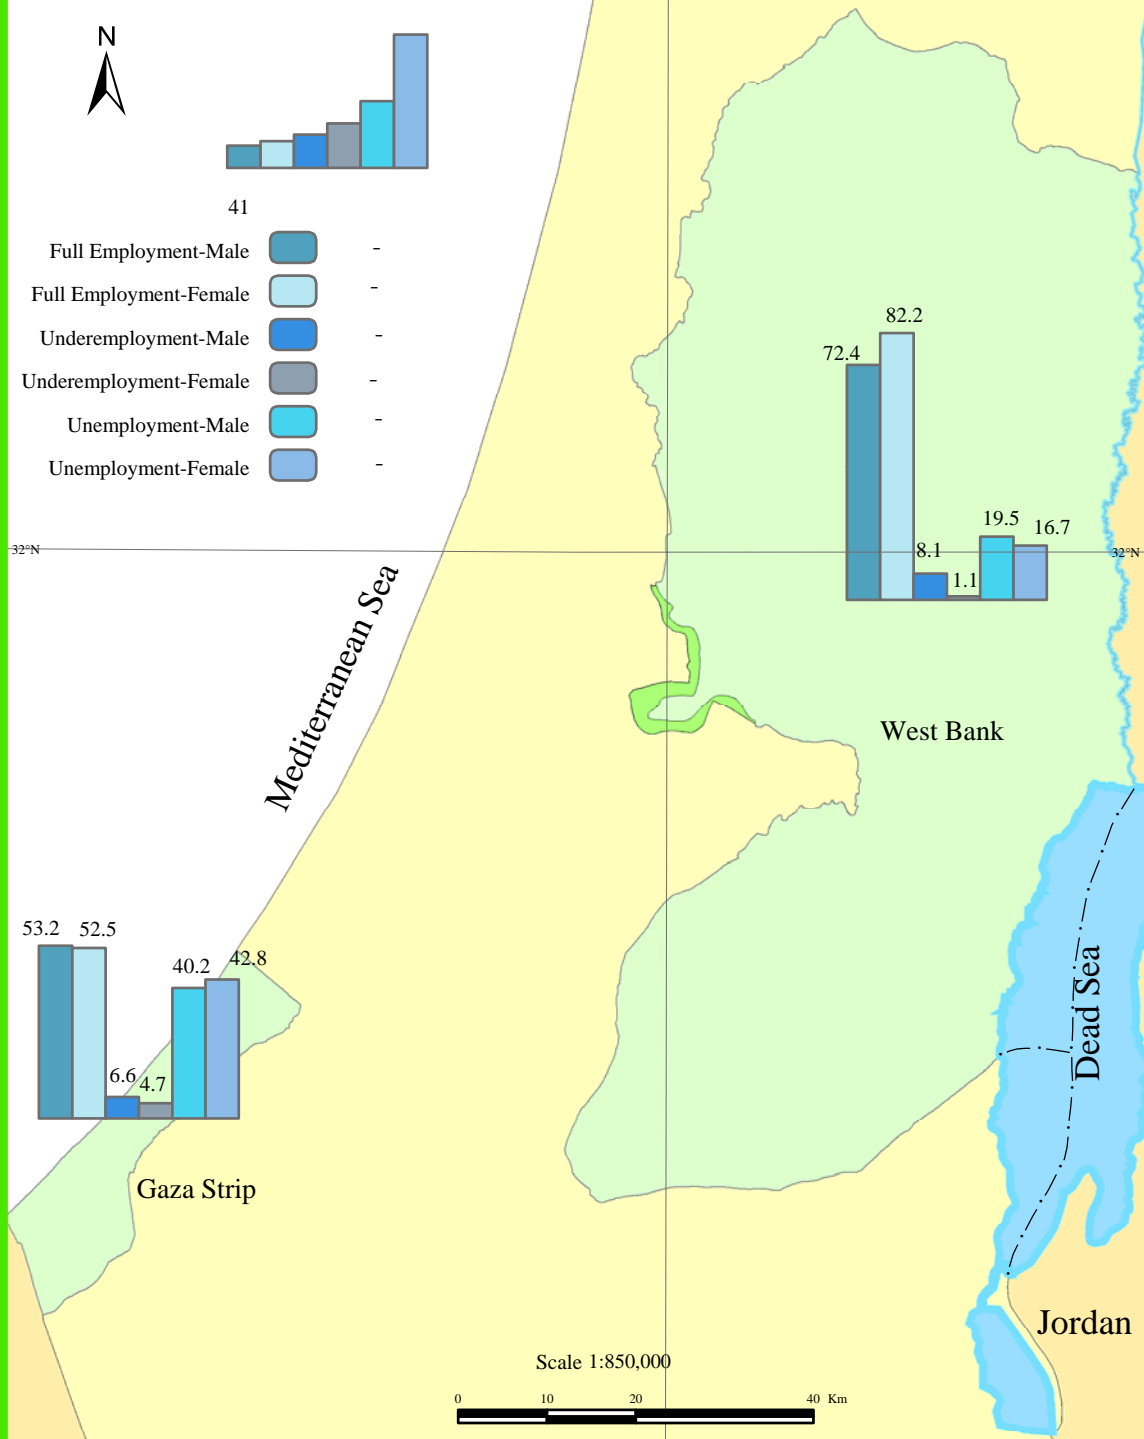 N
41
Full Employment-Male -
Full Employment-Female -
Underemployment-Male -
Underemployment-Female -
Unemployment-Male -
Unemployment-Female -
82.2
72.4
19.5
16.7
8.1
1.1
32°N
32°N
Mediterranean Sea
West Bank
53.2
52.5
42.8
40.2
6.6
4.7
Dead Sea
Gaza Strip
Jordan
Scale 1:850,000
0 10 20 40 Km